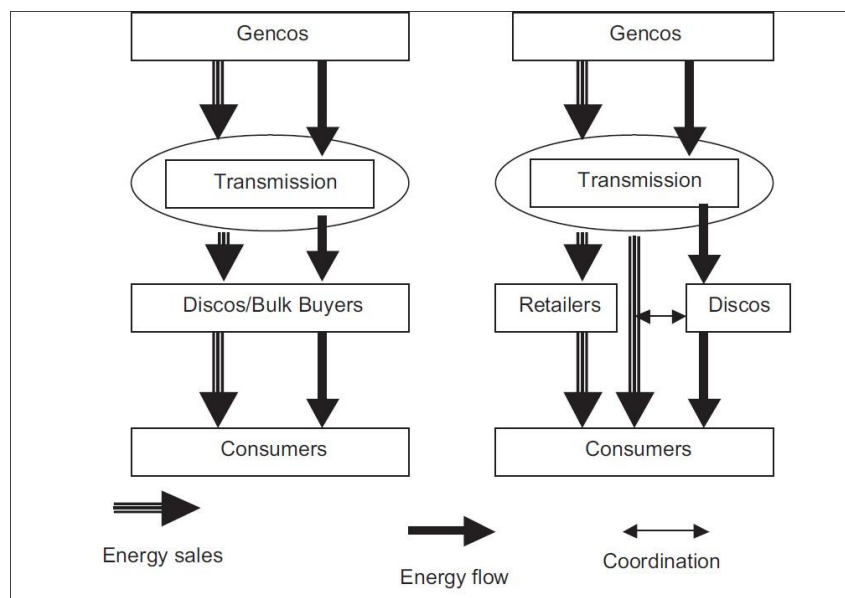 Gencos
Gencos
Transmission
Transmission
Discos/Bulk Buyers
Retailers
Discos
Consumers
Consumers
Energy sales
Energy flow
Coordination